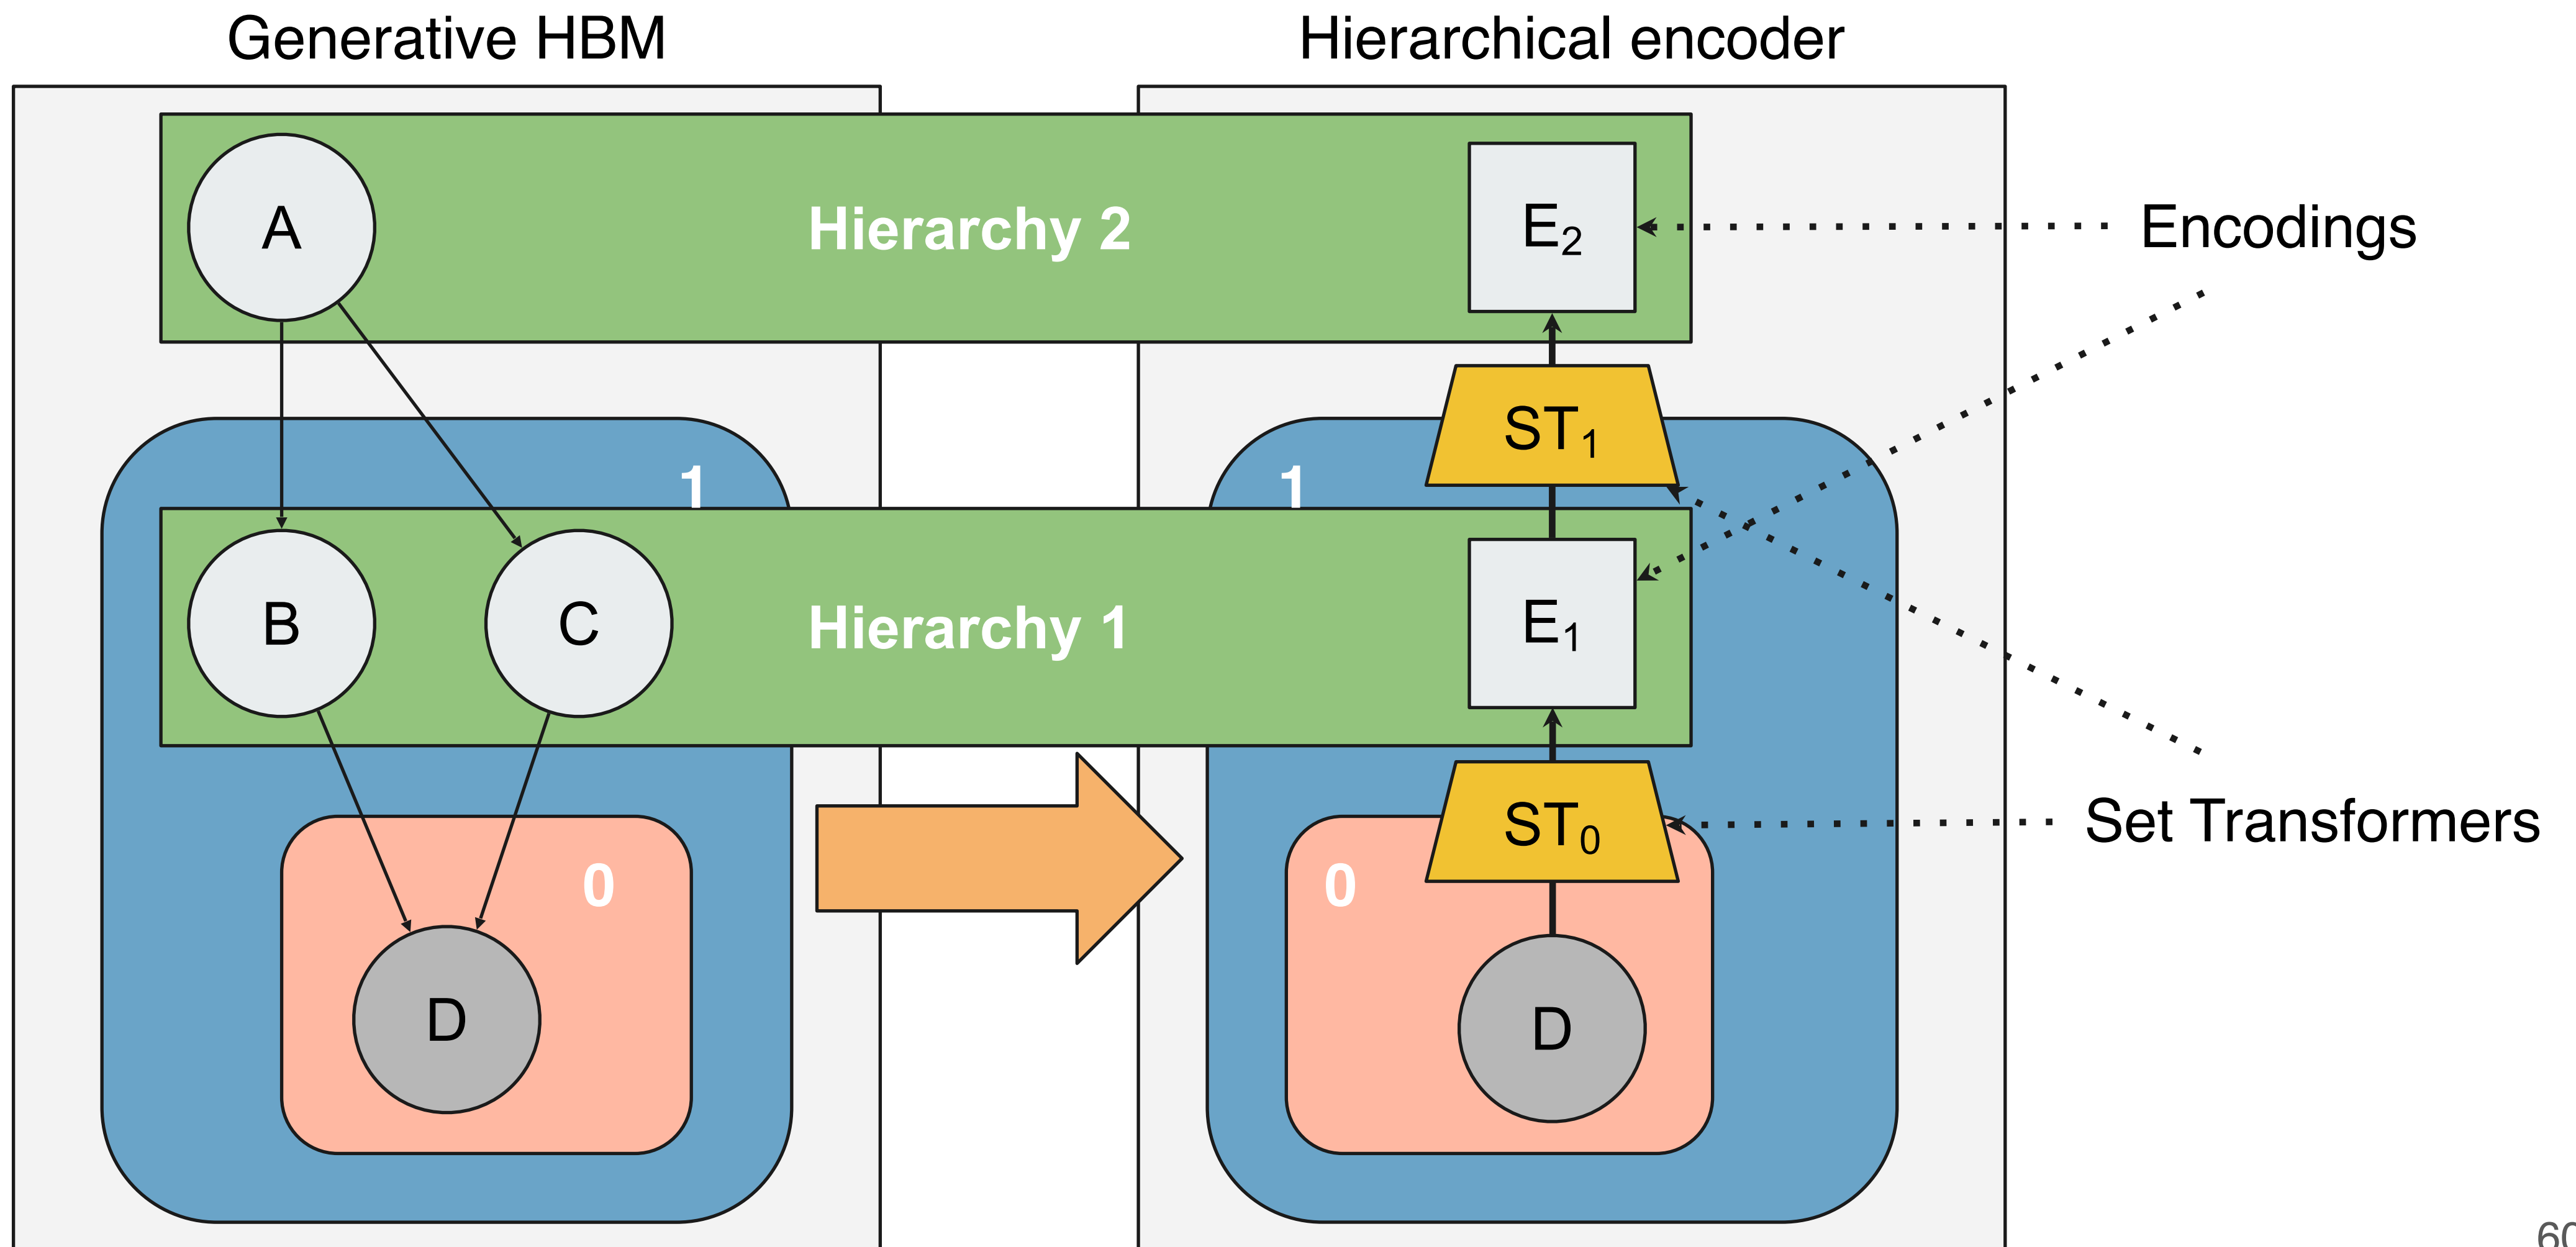 Generative HBM
Hierarchical encoder
A
Hierarchy 2
E₂
Encodings
ST₁
1
1
B
C
Hierarchy 1
E₁
ST₀
Set Transformers
0
0
D
D
60